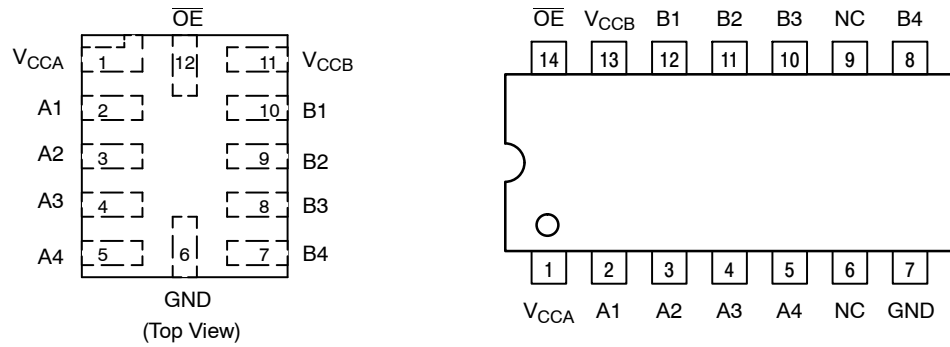 OE
VCCA 1 12 11 VCCB
A1 2 10 B1
A2 3 9 B2
A3 4 8 B3
A4 5 6 7 B4
GND
(Top View)
OE VCCB B1 B2 B3 NC B4
14 13 12 11 10 9 8
1 2 3 4 5 6 7
VCCA A1 A2 A3 A4 NC GND